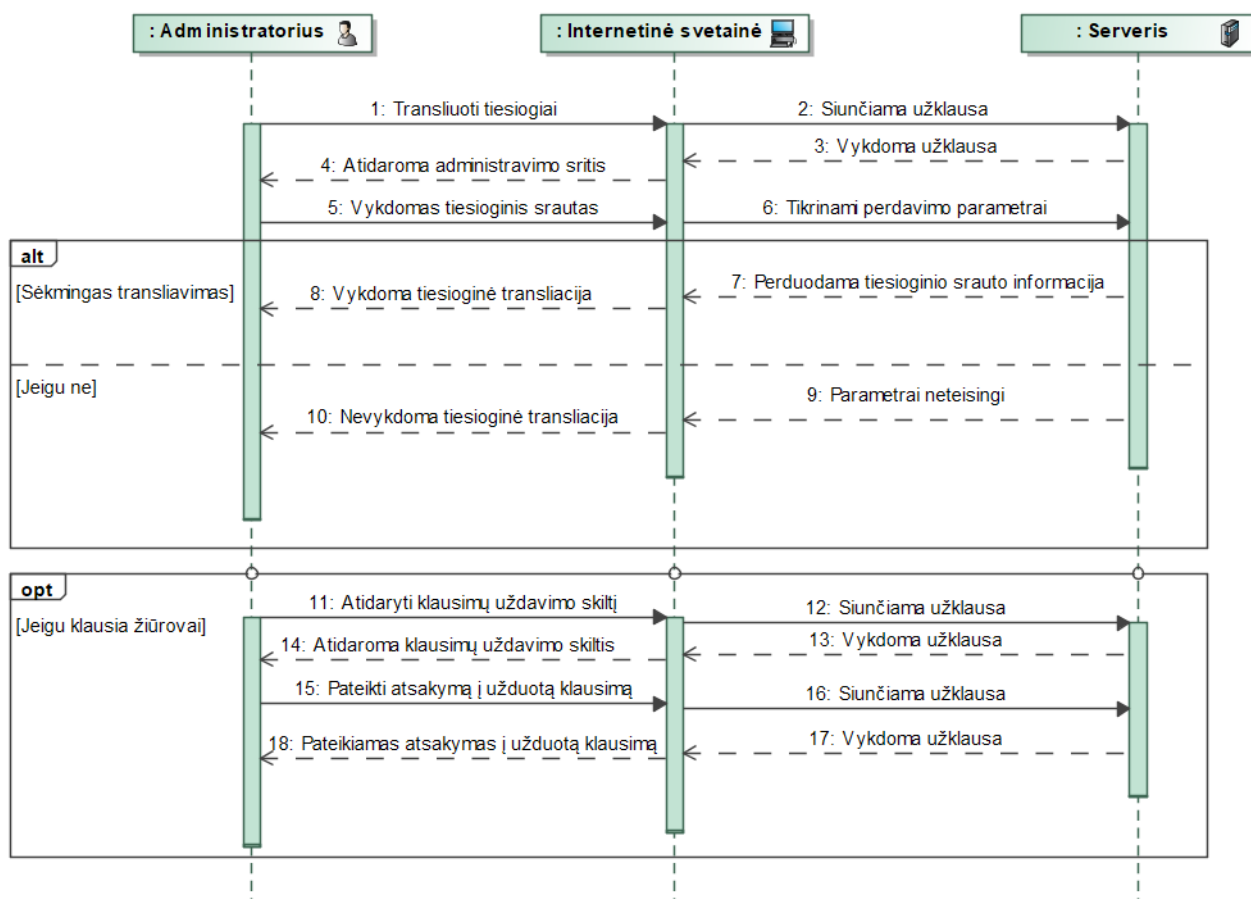 : Administratorius
: Internetinė svetainė
: Serveris
1: Transliuoti tiesiogiai
2: Siunčiama užklausa
3: Vykdoma užklausa
4: Atidaroma administravimo sritis
5: Vykdomas tiesioginis srautas
6: Tikrinami perdavimo parametrai
alt
[Sėkmingas transliavimas]
7: Perduodama tiesioginio srauto informacija
8: Vykdoma tiesioginė transliacija
[Jeigu ne]
9: Parametrai neteisingi
10: Nevykdoma tiesioginė transliacija
opt
[Jeigu klausia žiūrovai]
11: Atidaryti klausimų uždavimo skiltį
12: Siunčiama užklausa
13: Vykdoma užklausa
14: Atidaroma klausimų uždavimo skiltis
15: Pateikti atsakymą į užduotą klausimą
16: Siunčiama užklausa
17: Vykdoma užklausa
18: Pateikiamas atsakymas į užduotą klausimą